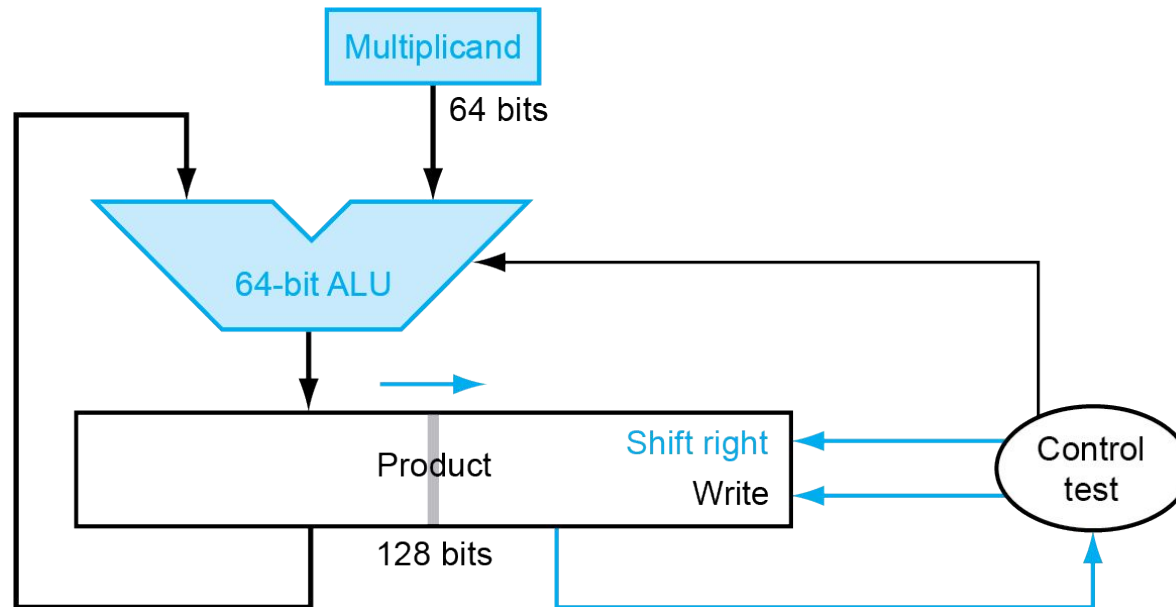 Multiplicand
64 bits
64-bit ALU
Shift right
Product
Write
Control
test
128 bits